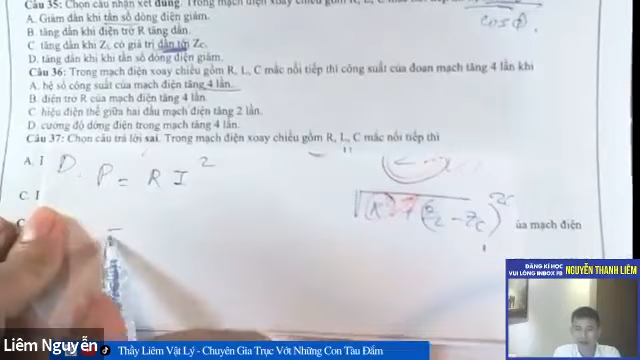 Câu 35: Chọn câu nhận xét đúng. Trong mạch điện xoay chiều gồm R, L, C mắc nối tiếp thì
A. Giảm dần khi tần số dòng điện giảm.
B. tăng dần khi điện trở R tăng dần.
C. tăng dần khi ZL có giá trị dần tới ZC.
D. tăng dần khi khi tần số dòng điện giảm.
cos φ
Câu 36: Trong mạch điện xoay chiều gồm R, L, C mắc nối tiếp thì công suất của đoạn mạch tăng 4 lần khi
A. hệ số công suất của mạch điện tăng 4 lần.
B. điện trở R của mạch điện tăng 4 lần.
C. hiệu điện thế giữa hai đầu mạch điện tăng 2 lần.
D. cường độ dòng điện trong mạch tăng 4 lần.
Câu 37: Chọn câu trả lời sai. Trong mạch điện xoay chiều gồm R, L, C mắc nối tiếp thì
A. I
D. P = R I²
C. I
ủa mạch điện
ĐĂNG KÍ HỌC
VUI LÒNG INBOX FB
NGUYỄN THANH LIÊM
Liêm Nguyễn
Thầy Liêm Vật Lý - Chuyên Gia Trục Vớt Những Con Tàu Đắm